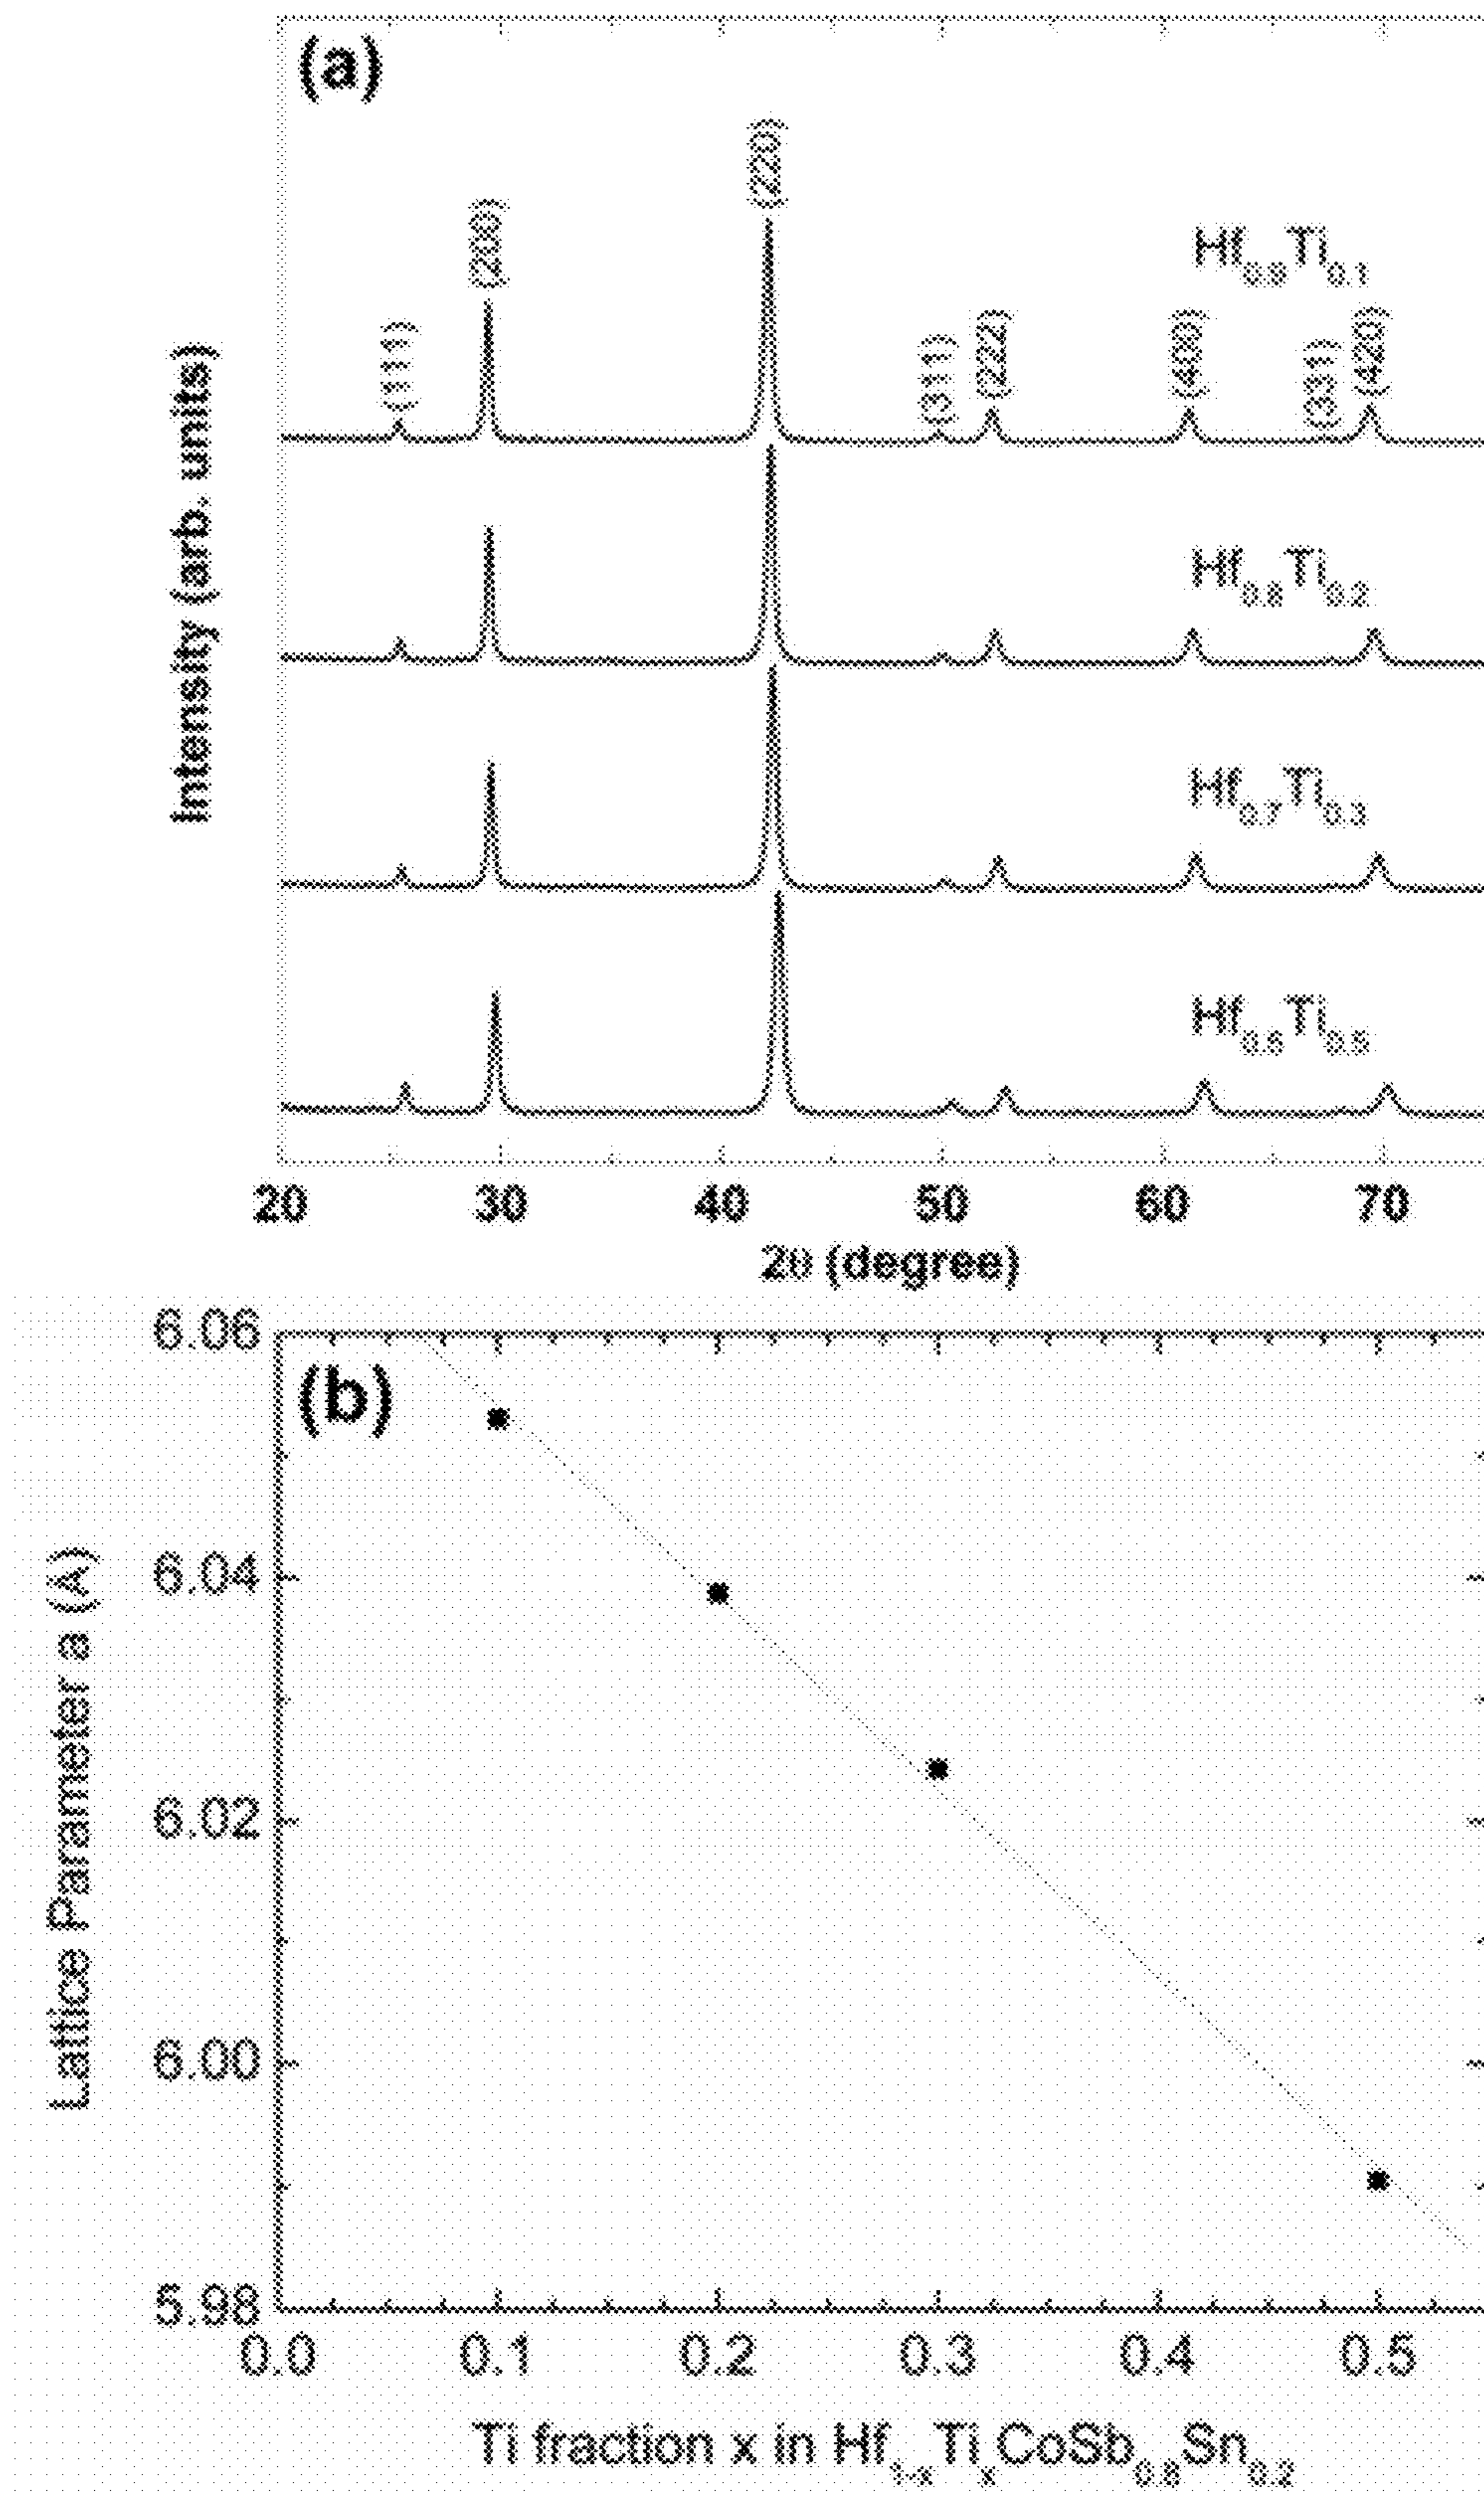 (a)
(111)
(200)
(220)
(311)
(222)
(400)
(331)
(420)
Hf0.9Ti0.1
Hf0.8Ti0.2
Hf0.7Ti0.3
Hf0.5Ti0.5
Intensity (arb. units)
20 30 40 50 60 70
2θ (degree)
(b)
6.06
6.04
6.02
6.00
5.98
Lattice Parameter a (Å)
0.0 0.1 0.2 0.3 0.4 0.5
Ti fraction x in Hf1-xTixCoSb0.8Sn0.2